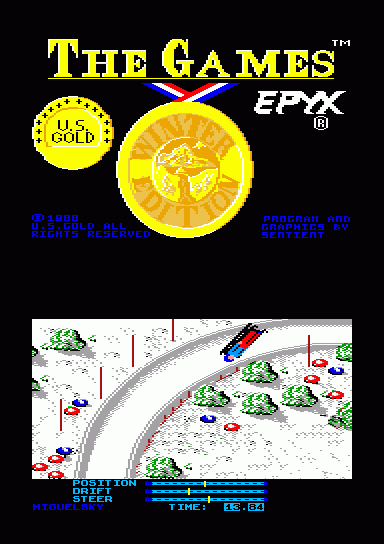 THE GAMES™
EPYX®
U.S.
GOLD
WINTER
EDITION
© 1988
U.S.GOLD ALL
RIGHTS RESERVED
PROGRAM AND
GRAPHICS BY
SENTIENT
POSITION
DRIFT
STEER
MIQUELSKY TIME: 13.84